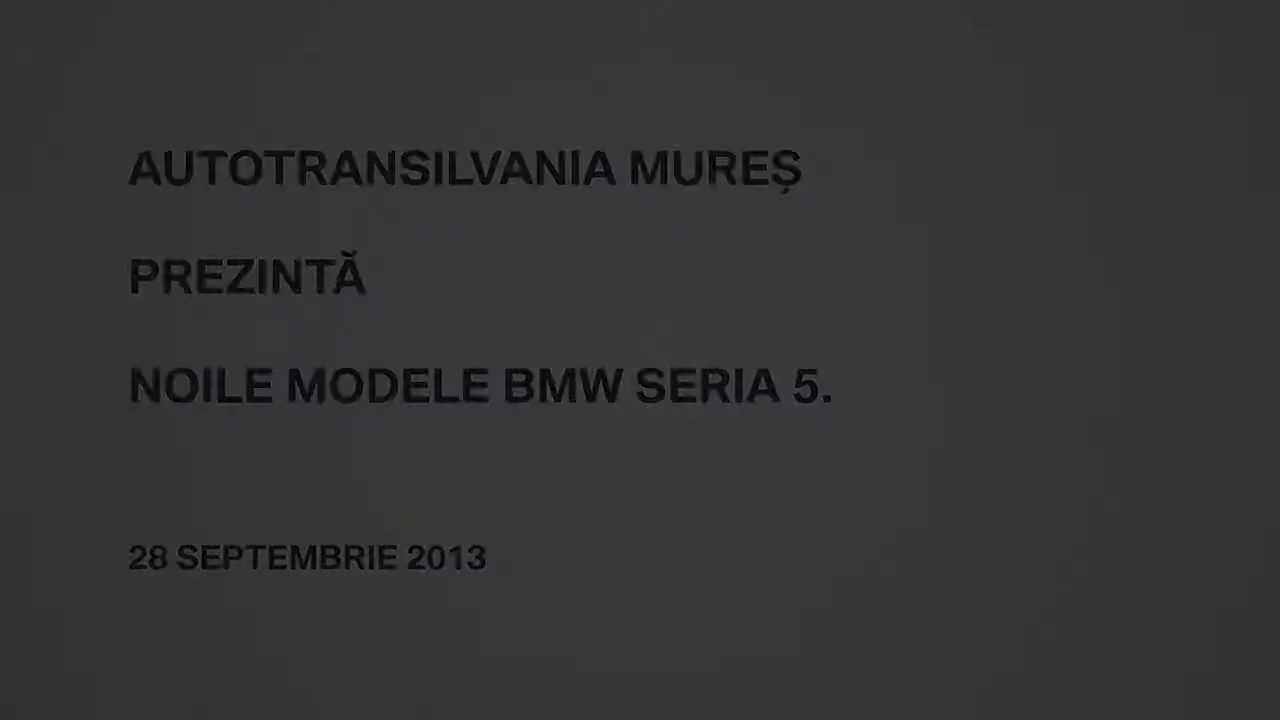 AUTOTRANSILVANIA MUREȘ
PREZINTĂ
NOILE MODELE BMW SERIA 5.
28 SEPTEMBRIE 2013